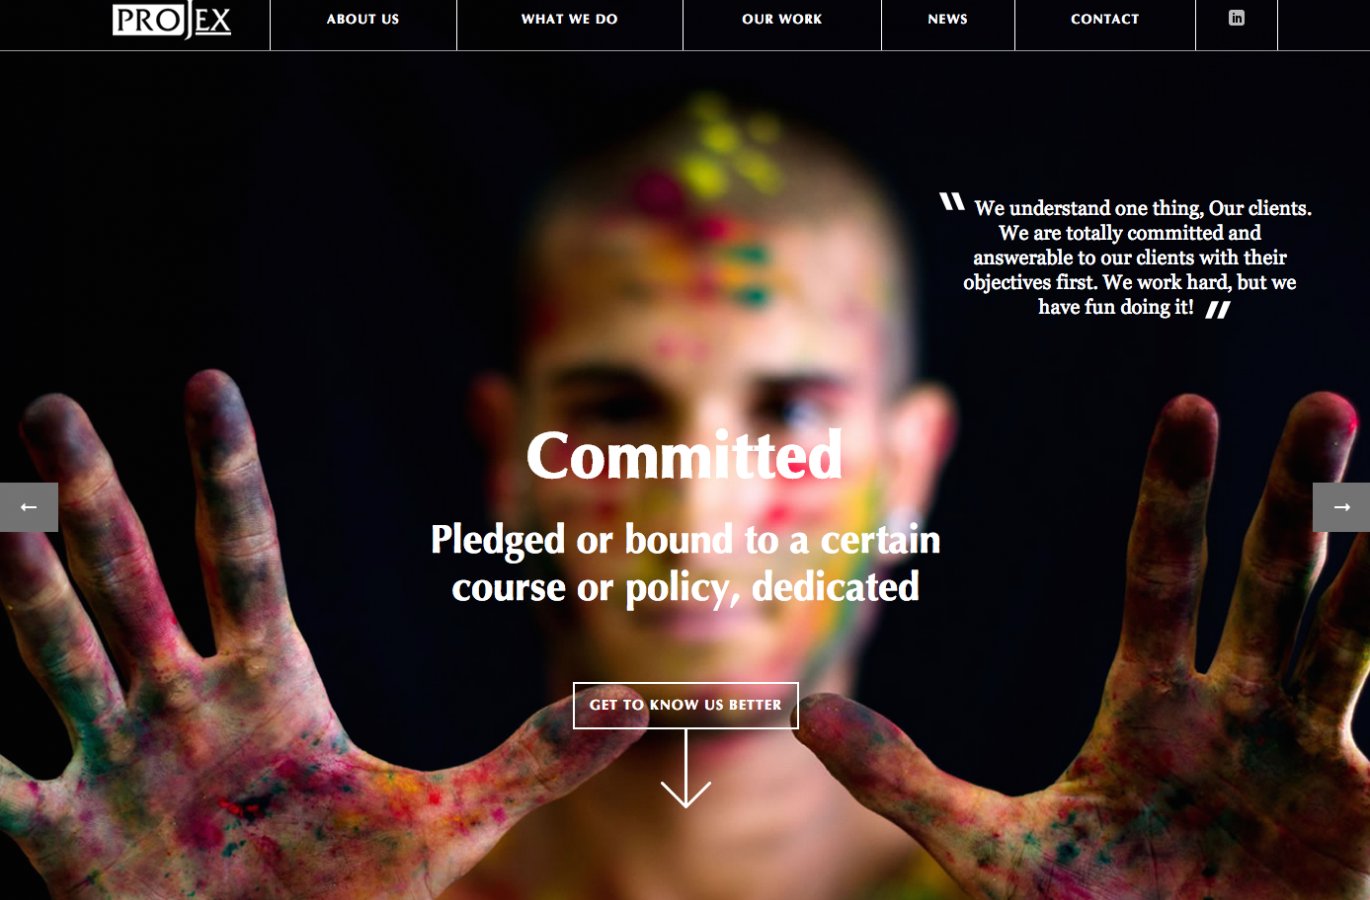 PROJEX
ABOUT US
WHAT WE DO
OUR WORK
NEWS
CONTACT
in
We understand one thing, Our clients.
We are totally committed and
answerable to our clients with their
objectives first. We work hard, but we
have fun doing it!
Committed
Pledged or bound to a certain
course or policy, dedicated
GET TO KNOW US BETTER